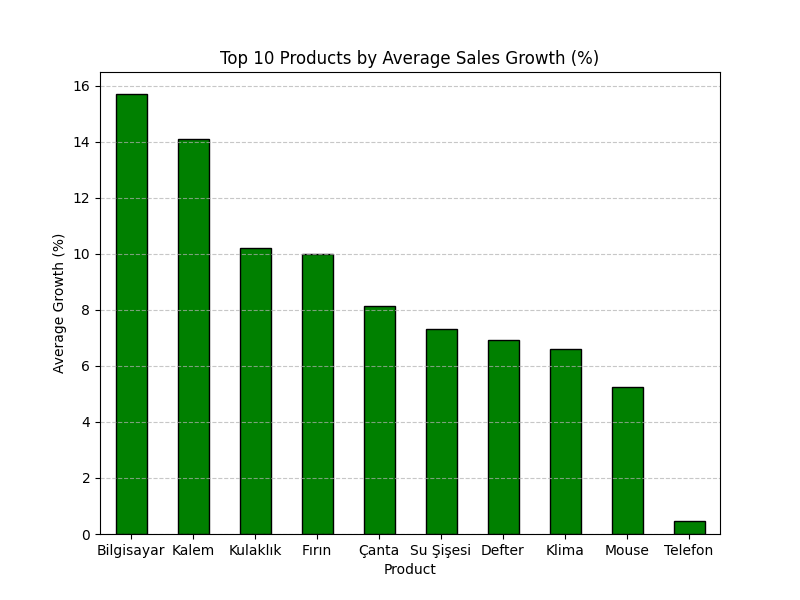 Top 10 Products by Average Sales Growth (%)
16
14
12
10
8
6
4
2
0
Average Growth (%)
Bilgisayar Kalem Kulaklık Fırın Çanta Su Şişesi Defter Klima Mouse Telefon
Product